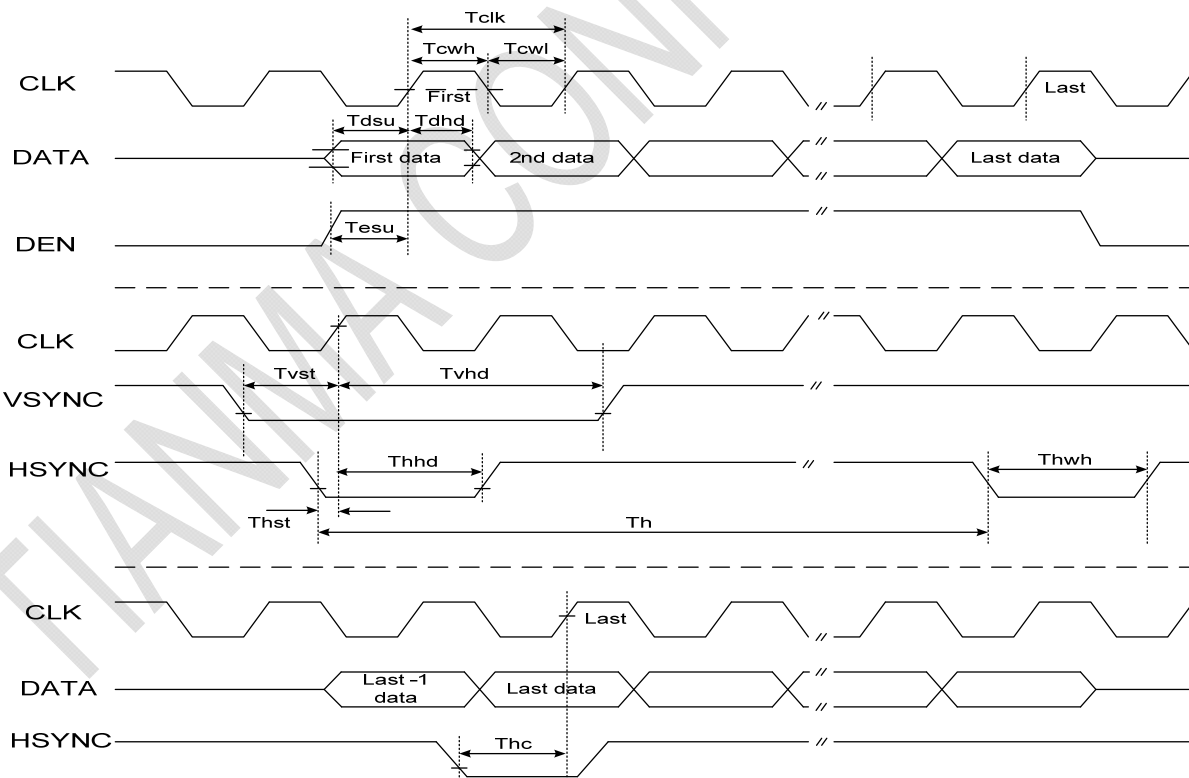 Tclk
Tcwh Tcwl
CLK
First
Last
Tdsu Tdhd
DATA
First data
2nd data
Last data
DEN
Tesu
CLK
Tvst
Tvhd
VSYNC
HSYNC
Thhd
Thwh
Thst
Th
CLK
Last
DATA
Last -1
data
Last data
HSYNC
Thc
TIANMA CONF